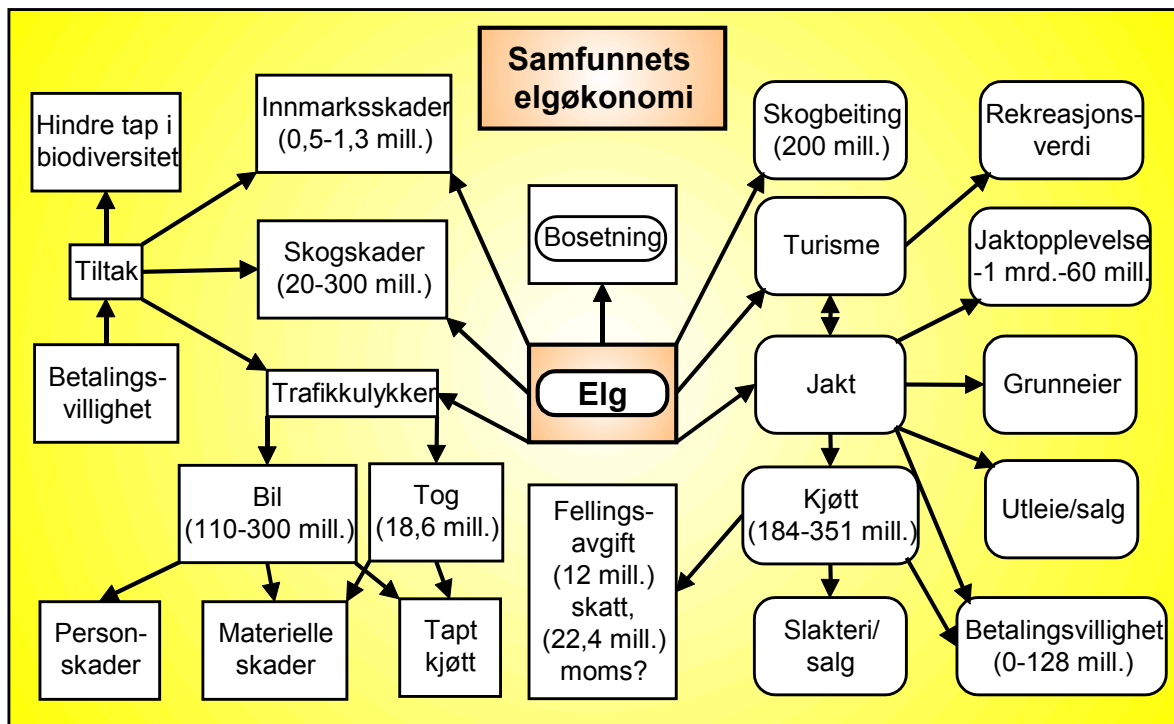 Samfunnets
elgøkonomi
Hindre tap i
biodiversitet
Innmarksskader
(0,5-1,3 mill.)
Skogbeiting
(200 mill.)
Rekreasjons-
verdi
Tiltak
Skogskader
(20-300 mill.)
Bosetning
Turisme
Jaktopplevelse
-1 mrd.-60 mill.
Betalings-
villighet
Trafikkulykker
Elg
Jakt
Grunneier
Bil
(110-300 mill.)
Tog
(18,6 mill.)
Fellings-
avgift
(12 mill.)
skatt,
(22,4 mill.)
moms?
Kjøtt
(184-351 mill.)
Utleie/salg
Person-
skader
Materielle
skader
Tapt
kjøtt
Slakteri/
salg
Betalingsvillighet
(0-128 mill.)